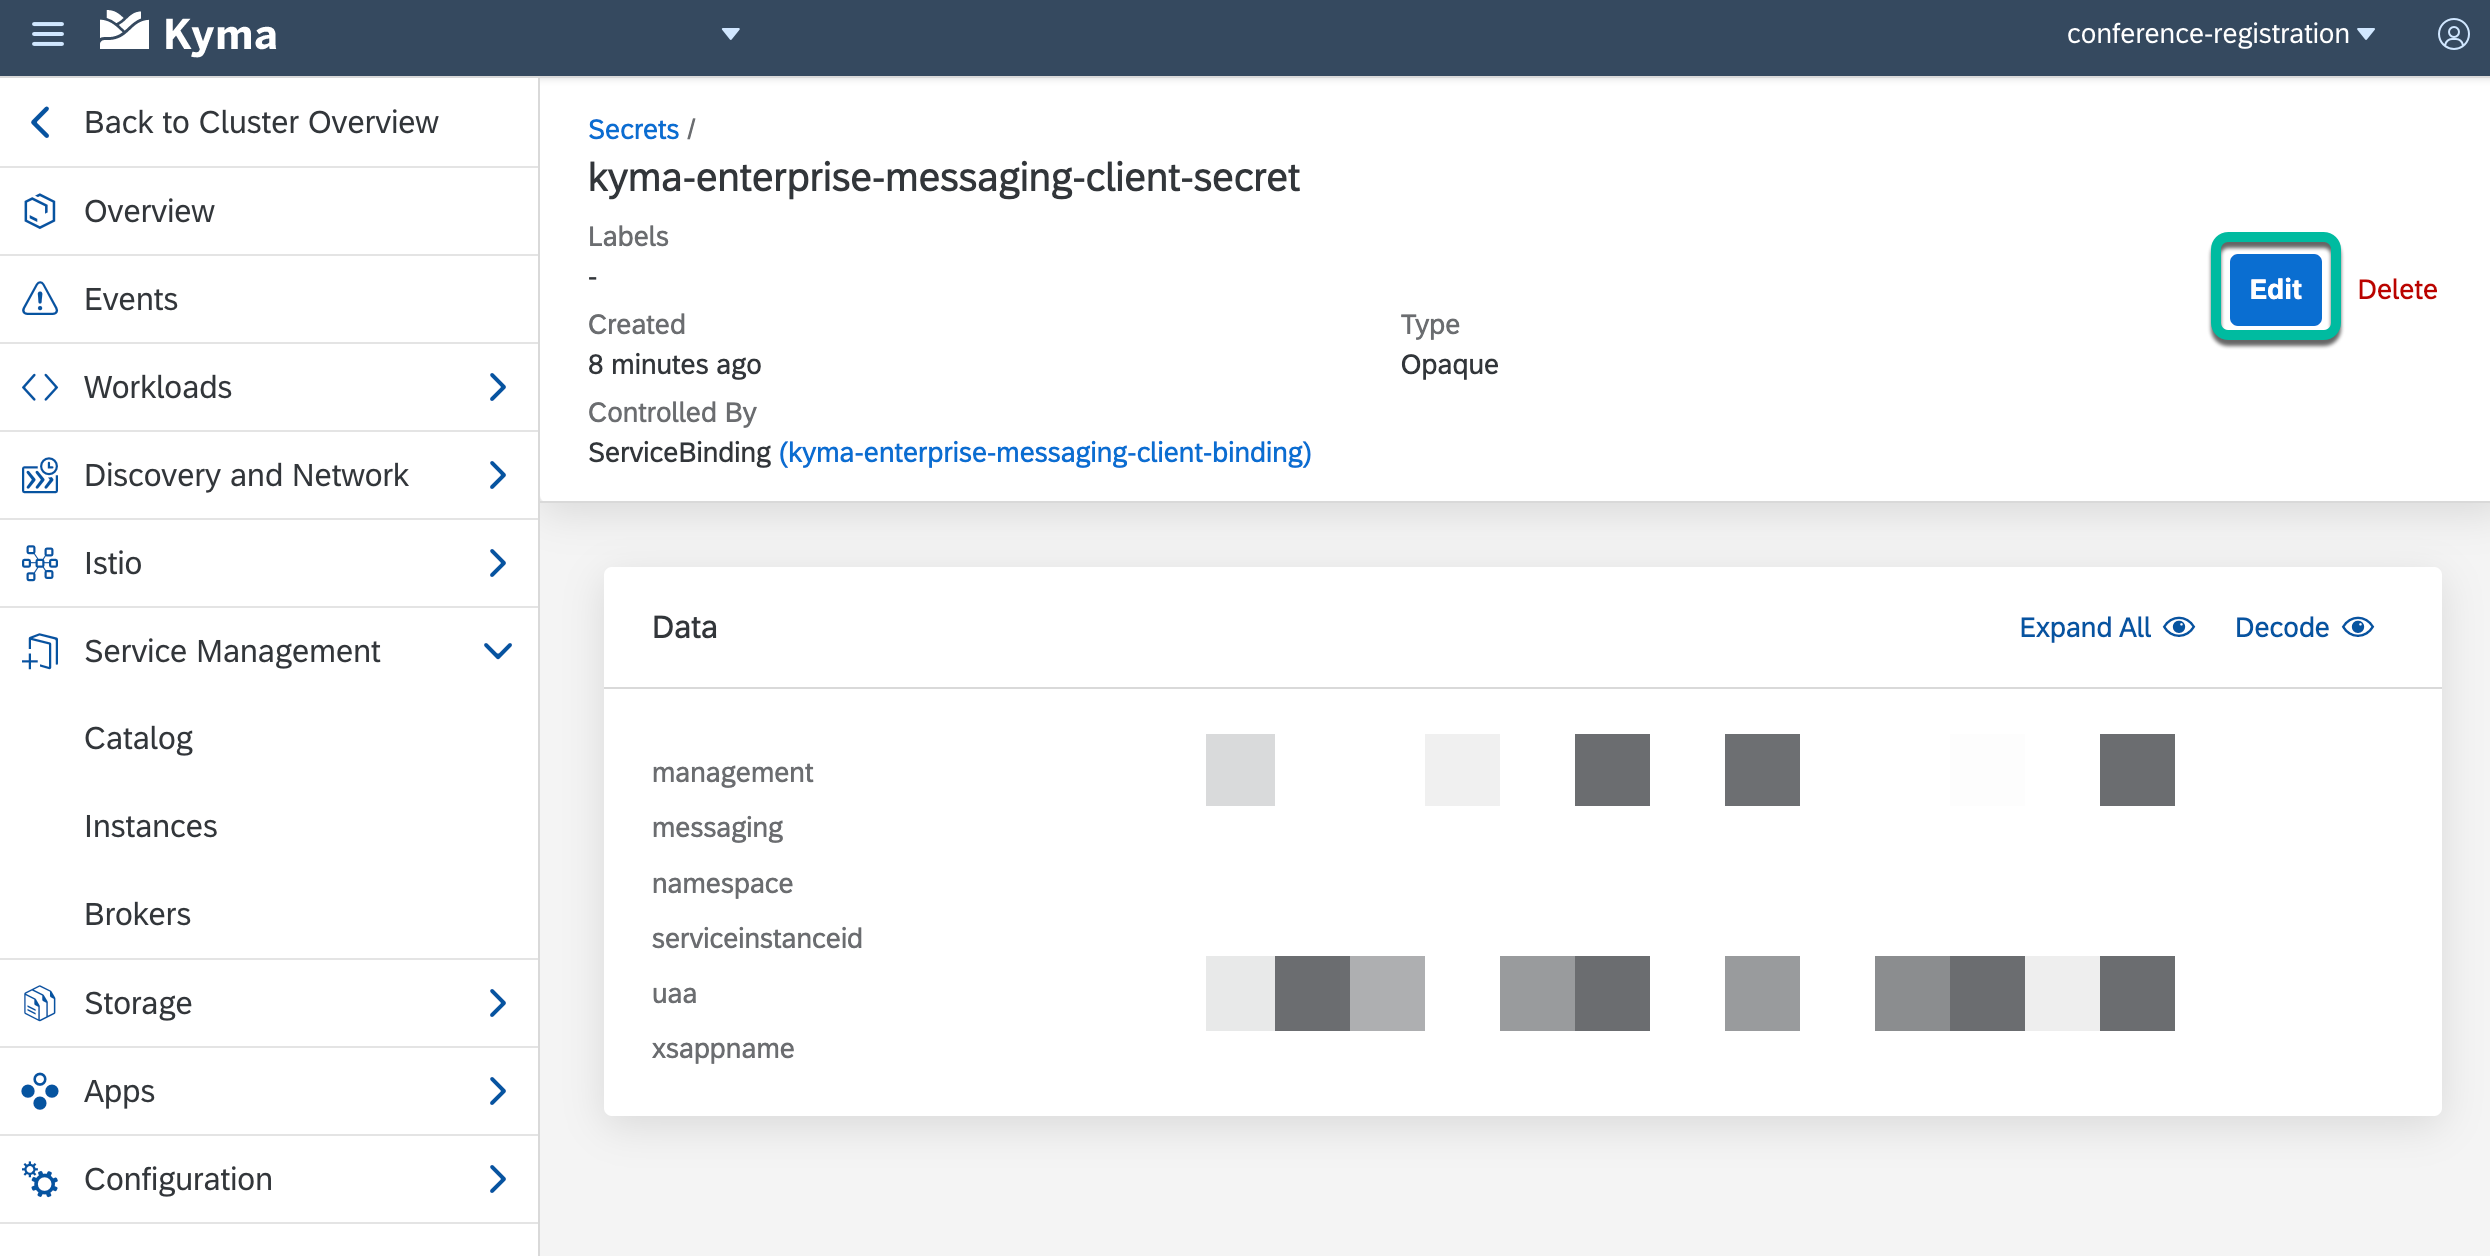 Kyma
conference-registration
Back to Cluster Overview
Overview
Events
Workloads
Discovery and Network
Istio
Service Management
Catalog
Instances
Brokers
Storage
Apps
Configuration
Secrets /
kyma-enterprise-messaging-client-secret
Labels
-
Created
8 minutes ago
Type
Opaque
Controlled By
ServiceBinding (kyma-enterprise-messaging-client-binding)
Edit
Delete
Data
Expand All
Decode
management
messaging
namespace
serviceinstanceid
uaa
xsappname